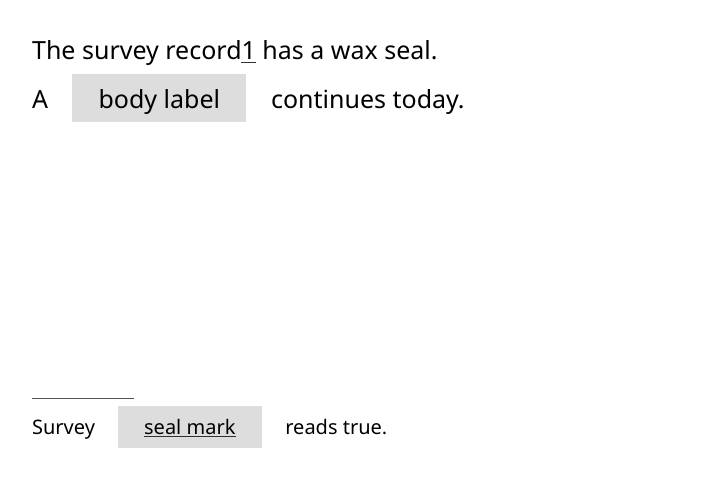 The survey record1 has a wax seal.
A body label continues today.
Survey seal mark reads true.